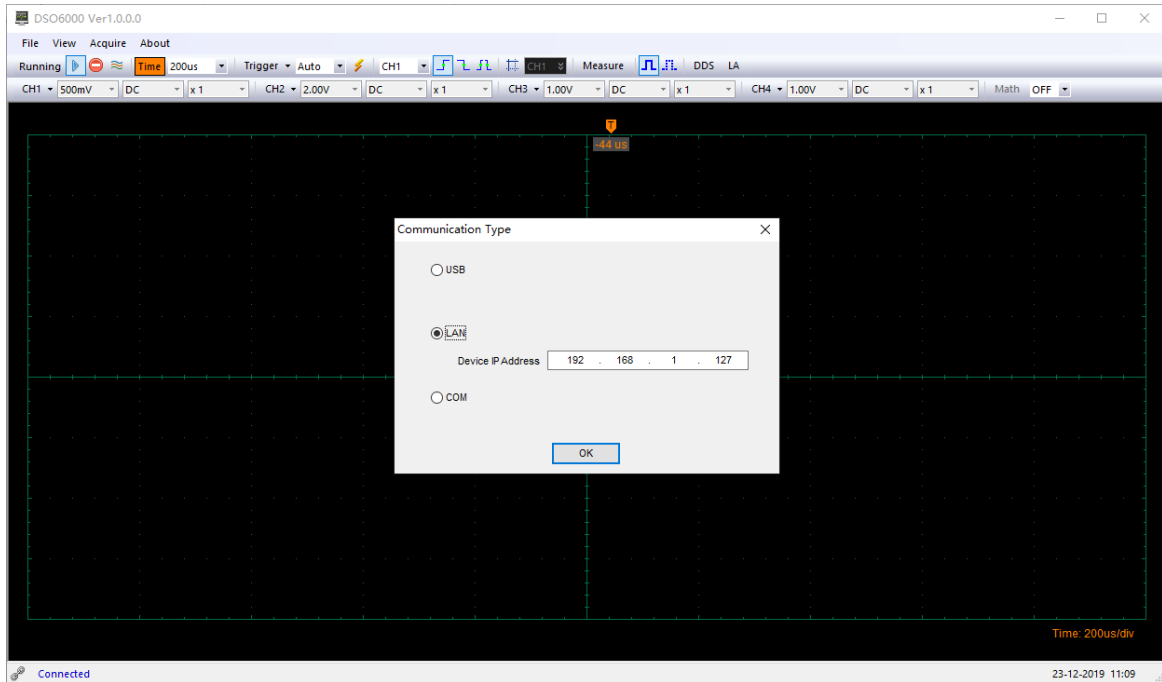 DSO6000 Ver1.0.0.0
File View Acquire About
Running Time 200us Trigger Auto CH1 CH1 Measure DDS LA
CH1 500mV DC x 1 CH2 2.00V DC x 1 CH3 1.00V DC x 1 CH4 1.00V DC x 1 Math OFF
T
-44 us
Communication Type
USB
LAN
Device IP Address 192 . 168 . 1 . 127
COM
OK
Time: 200us/div
Connected 23-12-2019 11:09